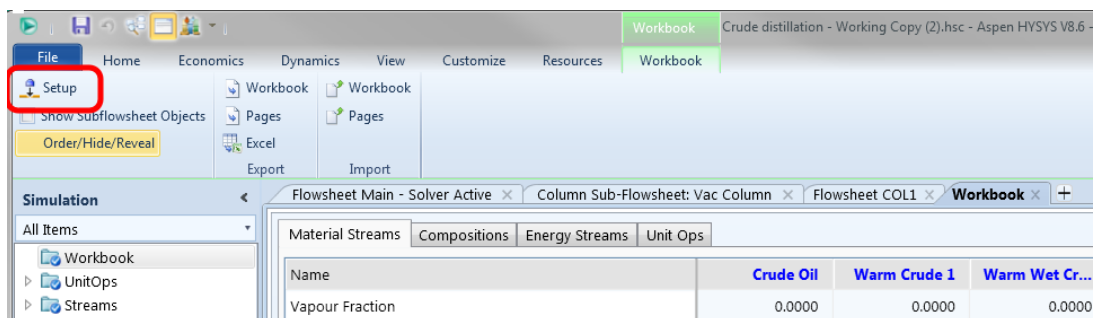 Workbook Crude distillation - Working Copy (2).hsc - Aspen HYSYS V8.6 -
File Home Economics Dynamics View Customize Resources Workbook
Setup Workbook Workbook
Show Subflowsheet Objects Pages Pages
Order/Hide/Reveal Excel
Export Import
Simulation < Flowsheet Main - Solver Active Column Sub-Flowsheet: Vac Column Flowsheet COL1 Workbook +
All Items Material Streams Compositions Energy Streams Unit Ops
Workbook
Name Crude Oil Warm Crude 1 Warm Wet Cr...
UnitOps
Streams Vapour Fraction 0.0000 0.0000 0.0000